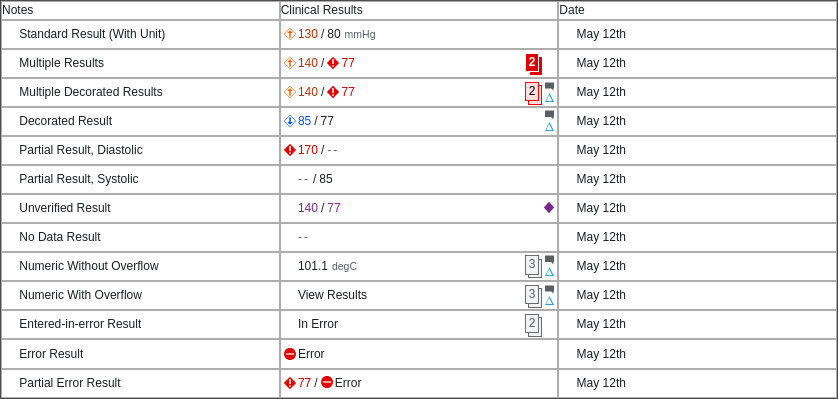 Notes Clinical Results Date
Standard Result (With Unit) 130 / 80 mmHg May 12th
Multiple Results 140 / 77 2 May 12th
Multiple Decorated Results 140 / 77 2 May 12th
Decorated Result 85 / 77 May 12th
Partial Result, Diastolic 170 / -- May 12th
Partial Result, Systolic -- / 85 May 12th
Unverified Result 140 / 77 May 12th
No Data Result -- May 12th
Numeric Without Overflow 101.1 degC 3 May 12th
Numeric With Overflow View Results 3 May 12th
Entered-in-error Result In Error 2 May 12th
Error Result Error May 12th
Partial Error Result 77 / Error May 12th